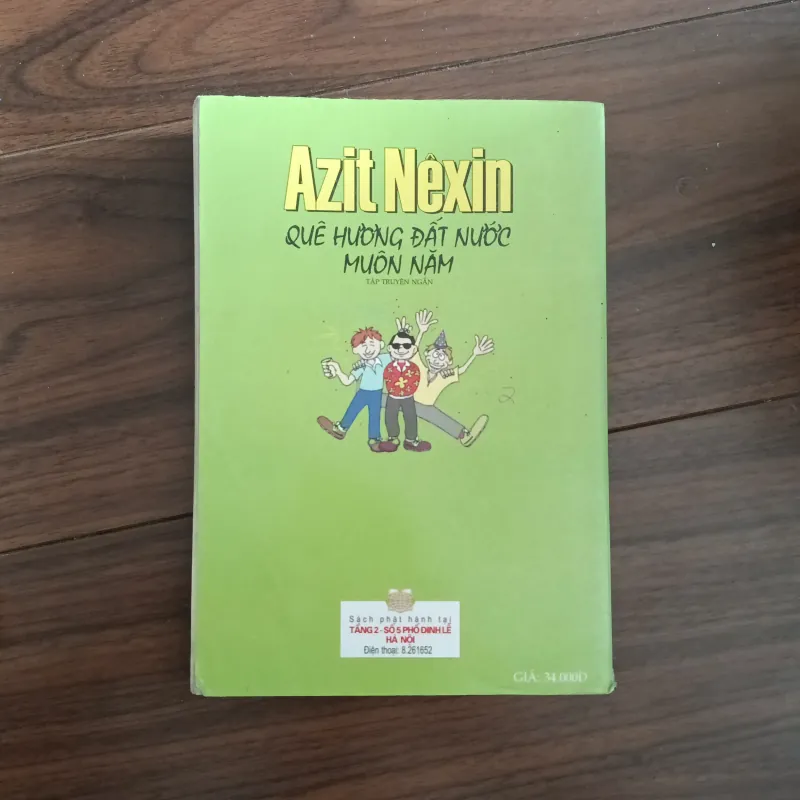 Azit Nêxin
QUÊ HƯƠNG ĐẤT NƯỚC
MUÔN NĂM
TẬP TRUYỆN NGẮN
2
Sách phát hành tại
TẦNG 2 - SỐ 5 PHỐ ĐINH LỄ
HÀ NỘI
Điện thoại: 8.261652
GIÁ: 34.000Đ